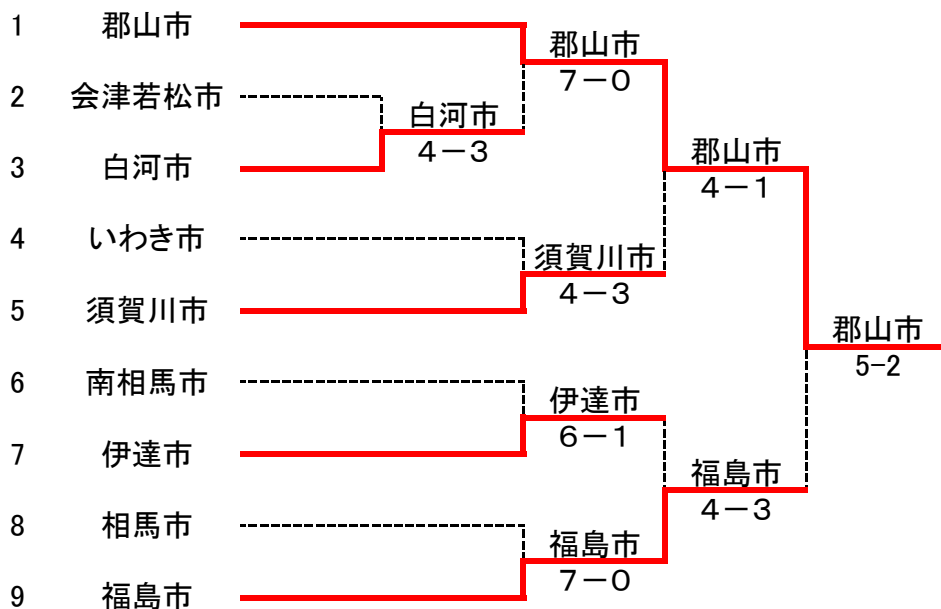 1 郡山市
郡山市
7－0
2 会津若松市
白河市
4－3
3 白河市
郡山市
4－1
4 いわき市
須賀川市
4－3
5 須賀川市
郡山市
5-2
6 南相馬市
伊達市
6－1
7 伊達市
福島市
4－3
8 相馬市
福島市
7－0
9 福島市